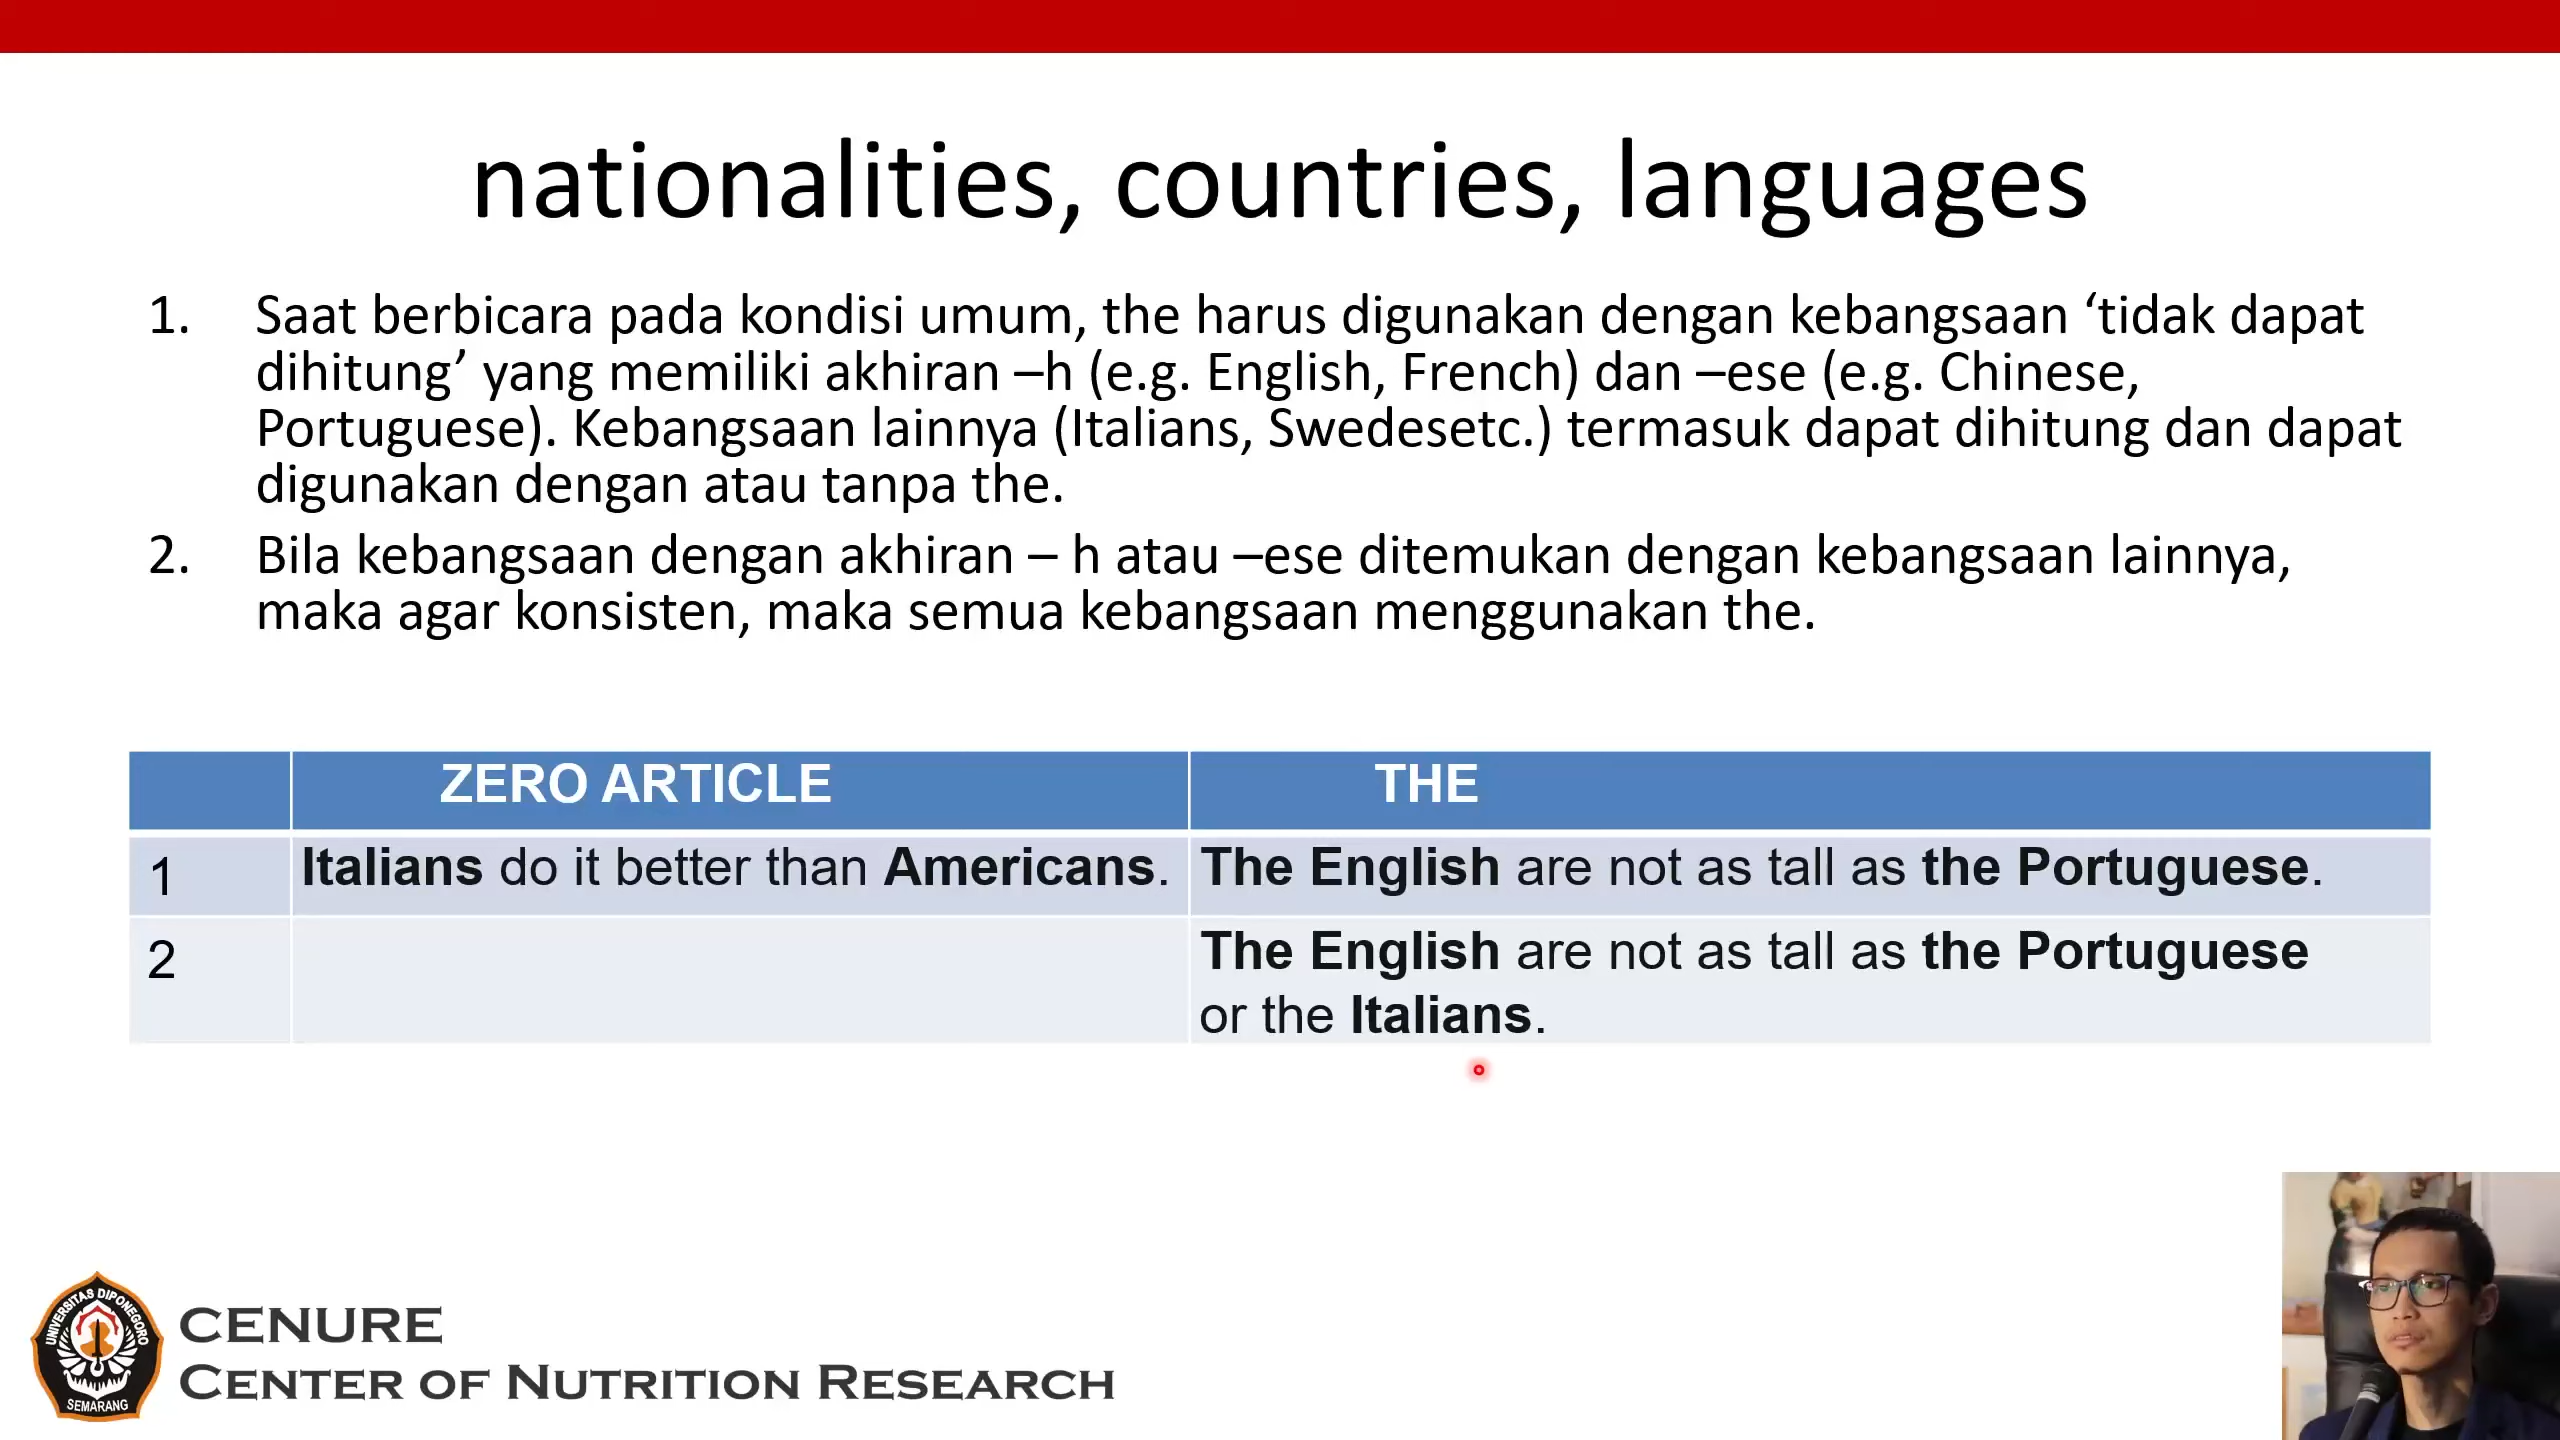 nationalities, countries, languages
1. Saat berbicara pada kondisi umum, the harus digunakan dengan kebangsaan ‘tidak dapat
dihitung’ yang memiliki akhiran –h (e.g. English, French) dan –ese (e.g. Chinese,
Portuguese). Kebangsaan lainnya (Italians, Swedesetc.) termasuk dapat dihitung dan dapat
digunakan dengan atau tanpa the.
2. Bila kebangsaan dengan akhiran – h atau –ese ditemukan dengan kebangsaan lainnya,
maka agar konsisten, maka semua kebangsaan menggunakan the.
ZERO ARTICLE THE
1 Italians do it better than Americans. The English are not as tall as the Portuguese.
2 The English are not as tall as the Portuguese
or the Italians.
UNIVERSITAS DIPONEGORO
SEMARANG
CENURE
CENTER OF NUTRITION RESEARCH